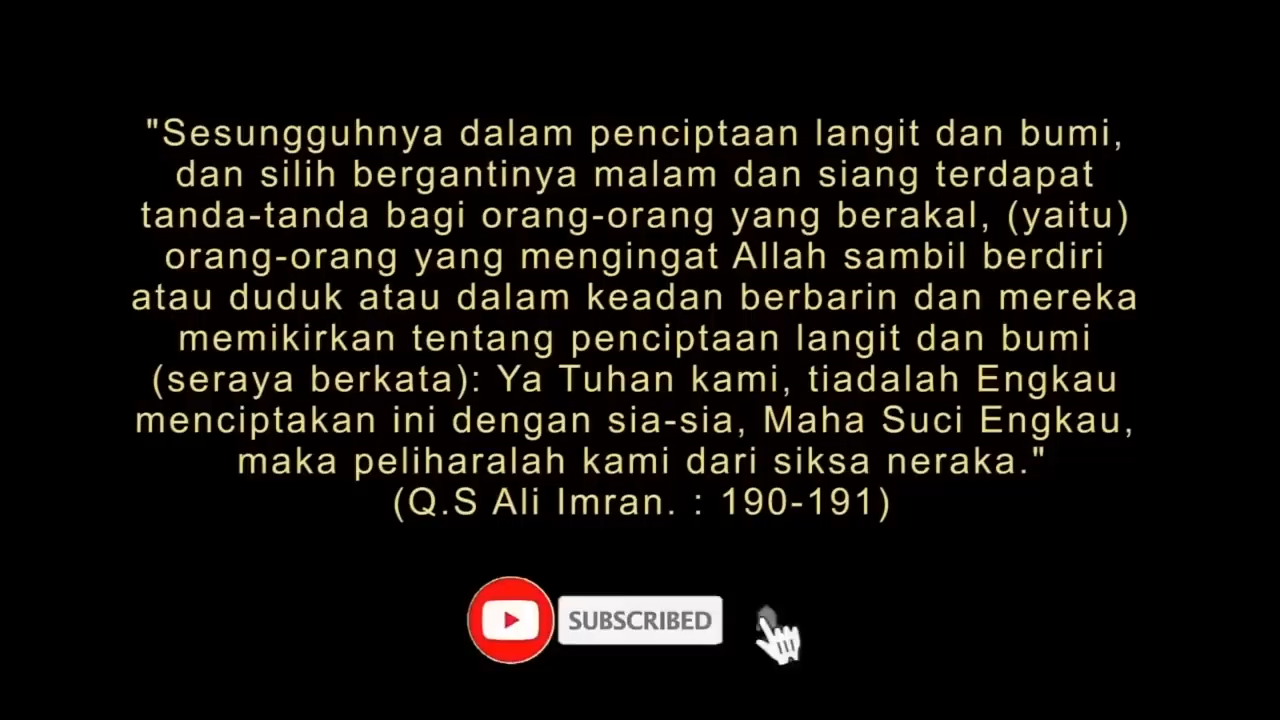 "Sesungguhnya dalam penciptaan langit dan bumi,
dan silih bergantinya malam dan siang terdapat
tanda-tanda bagi orang-orang yang berakal, (yaitu)
orang-orang yang mengingat Allah sambil berdiri
atau duduk atau dalam keadan berbarin dan mereka
memikirkan tentang penciptaan langit dan bumi
(seraya berkata): Ya Tuhan kami, tiadalah Engkau
menciptakan ini dengan sia-sia, Maha Suci Engkau,
maka peliharalah kami dari siksa neraka."
(Q.S Ali Imran. : 190-191)
SUBSCRIBED